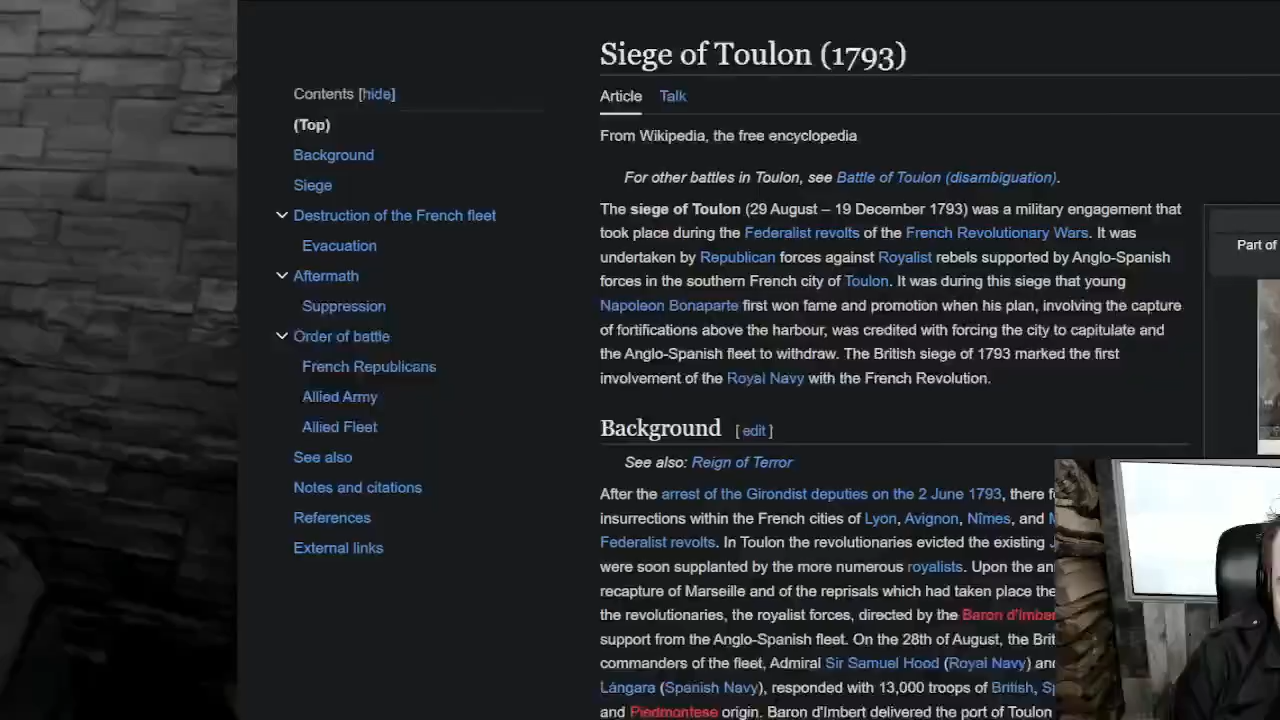 Siege of Toulon (1793)
Contents [hide]
(Top)
Background
Siege
Destruction of the French fleet
Evacuation
Aftermath
Suppression
Order of battle
French Republicans
Allied Army
Allied Fleet
See also
Notes and citations
References
External links
Article Talk
From Wikipedia, the free encyclopedia
For other battles in Toulon, see Battle of Toulon (disambiguation).
The siege of Toulon (29 August – 19 December 1793) was a military engagement that
took place during the Federalist revolts of the French Revolutionary Wars. It was
undertaken by Republican forces against Royalist rebels supported by Anglo-Spanish
forces in the southern French city of Toulon. It was during this siege that young
Napoleon Bonaparte first won fame and promotion when his plan, involving the capture
of fortifications above the harbour, was credited with forcing the city to capitulate and
the Anglo-Spanish fleet to withdraw. The British siege of 1793 marked the first
involvement of the Royal Navy with the French Revolution.
Part of
Background [ edit ]
See also: Reign of Terror
After the arrest of the Girondist deputies on the 2 June 1793, there
insurrections within the French cities of Lyon, Avignon, Nîmes, and
Federalist revolts. In Toulon the revolutionaries evicted the existing
were soon supplanted by the more numerous royalists. Upon the
recapture of Marseille and of the reprisals which had taken place
the revolutionaries, the royalist forces, directed by the Baron
support from the Anglo-Spanish fleet. On the 28th of August, the
commanders of the fleet, Admiral Sir Samuel Hood (Royal Navy)
Lángara (Spanish Navy), responded with 13,000 troops of British,
and Piedmontese origin. Baron d'Imbert delivered the port of Toulon